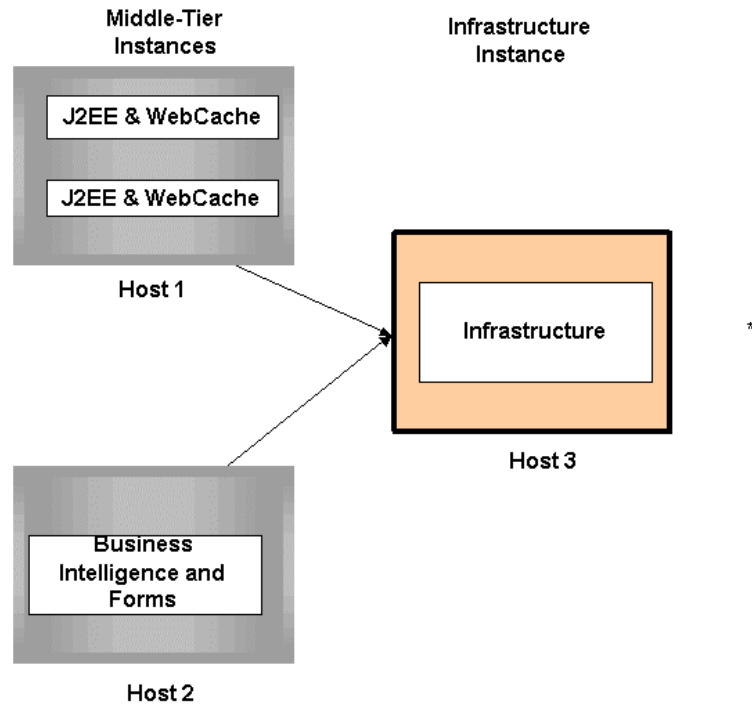 Middle-Tier
Instances
Infrastructure
Instance
J2EE & WebCache
J2EE & WebCache
Host 1
Infrastructure
*
Host 3
Business
Intelligence and
Forms
Host 2